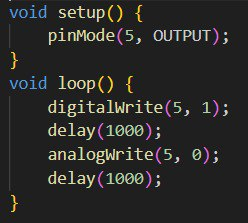 void setup() {
    pinMode(5, OUTPUT);
}
void loop() {
    digitalWrite(5, 1);
    delay(1000);
    analogWrite(5, 0);
    delay(1000);
}